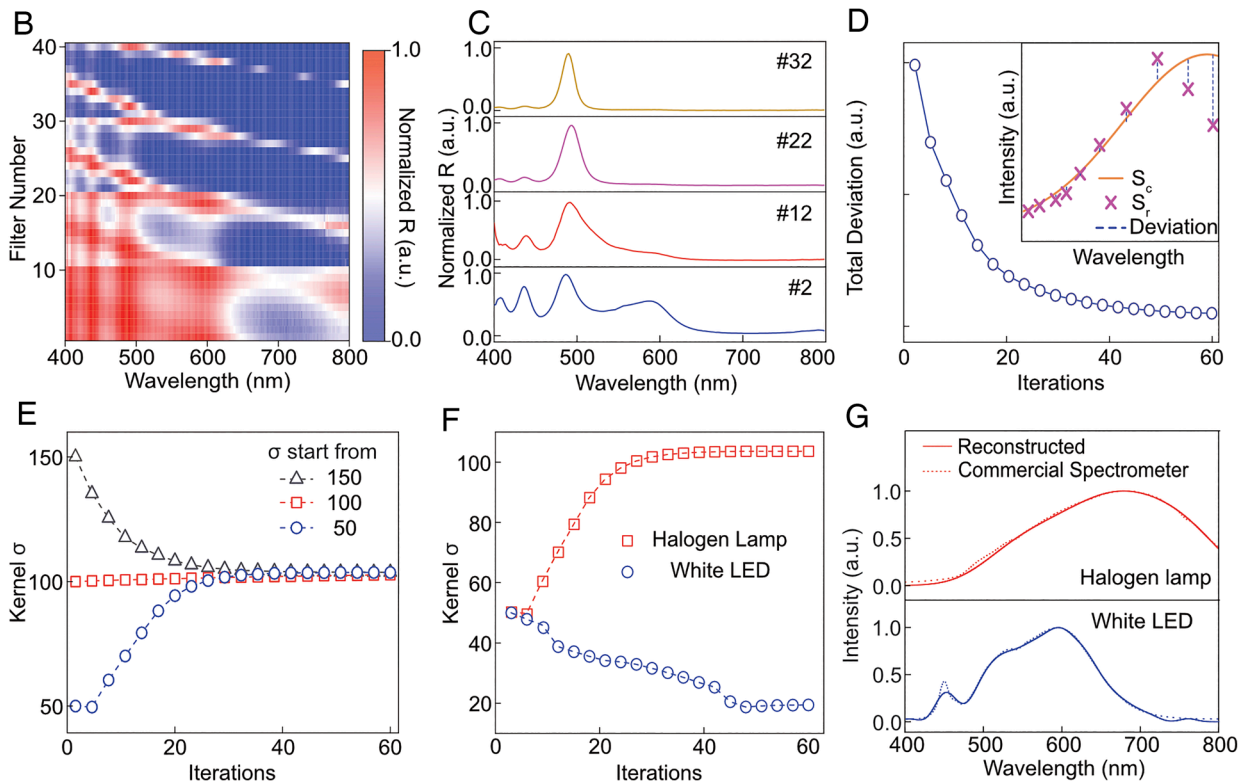 B
40
30
20
10
Filter Number
400
500
600
700
800
Wavelength (nm)
1.0
0.0
Normalized R (a.u.)
C
1.0
0.0
#32
1.0
0.0
#22
1.0
0.0
#12
1.0
0.0
#2
Normalized R (a.u.)
400
500
600
700
800
Wavelength (nm)
D
Total Deviation (a.u.)
0
20
40
60
Iterations
Intensity (a.u.)
Wavelength
S_c
S_r
Deviation
E
150
100
50
Kernel σ
σ start from
150
100
50
0
20
40
60
Iterations
F
100
80
60
40
20
Kernel σ
Halogen Lamp
White LED
0
20
40
60
Iterations
G
Reconstructed
Commercial Spectrometer
1.0
0.0
Halogen lamp
White LED
1.0
0.0
Intensity (a.u.)
400
500
600
700
800
Wavelength (nm)